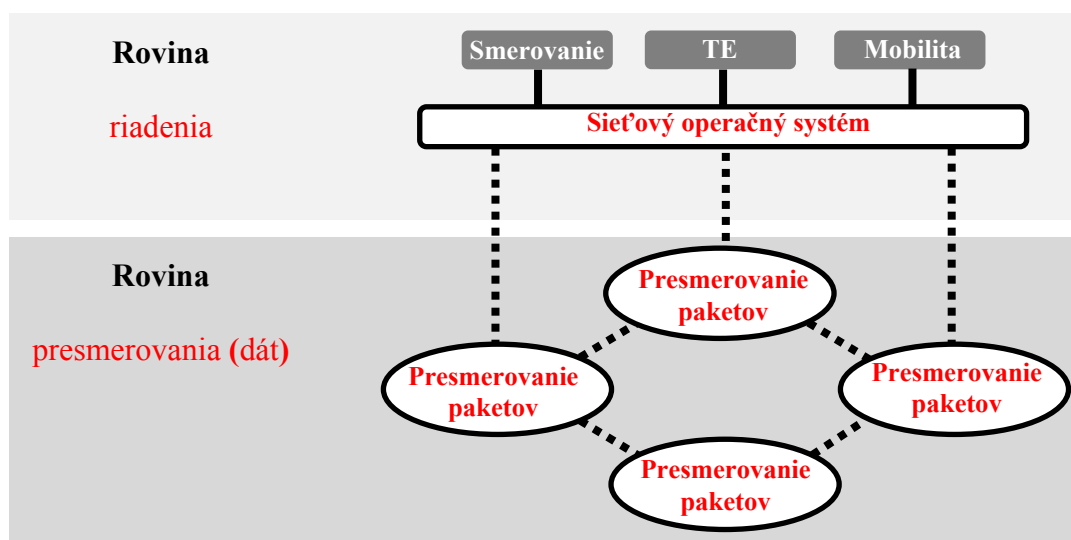 Rovina
riadenia
Smerovanie
TE
Mobilita
Sieťový operačný systém
Rovina
presmerovania (dát)
Presmerovanie
paketov
Presmerovanie
paketov
Presmerovanie
paketov
Presmerovanie
paketov